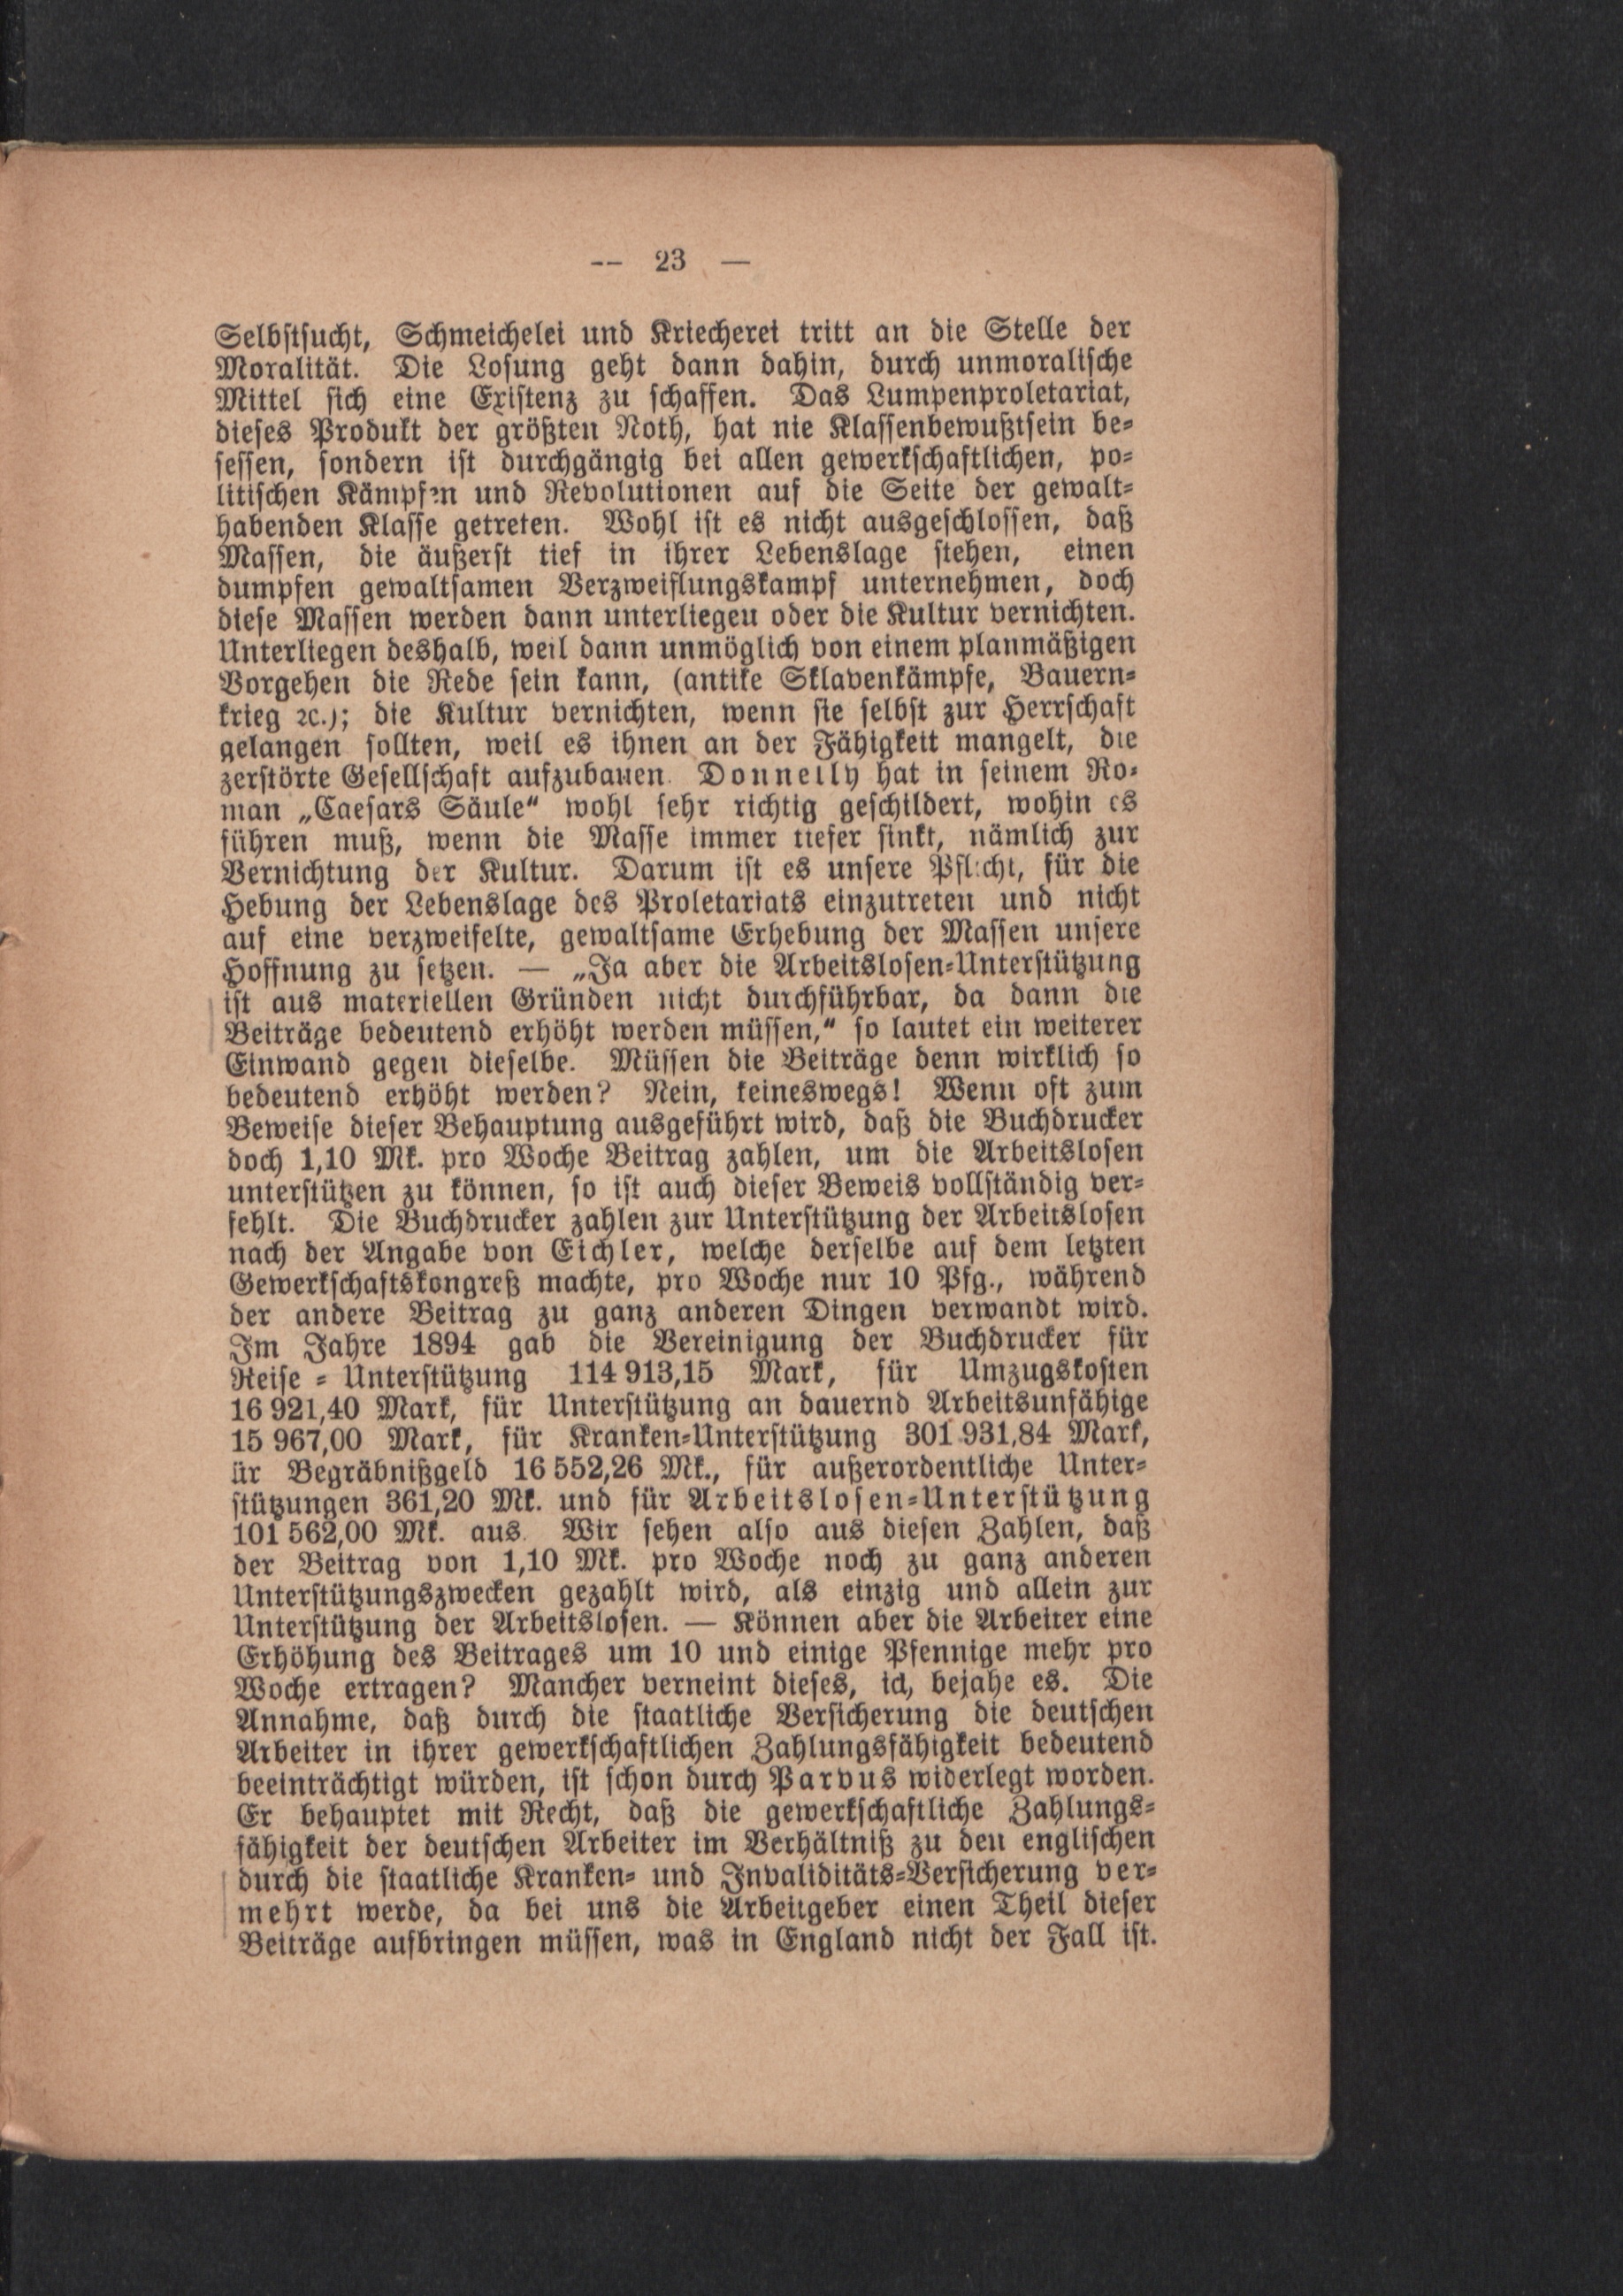 -- 23 —
Selbstsucht, Schmeichelei und Kriecherei tritt an die Stelle der
Moralität. Die Losung geht dann dahin, durch unmoralische
Mittel sich eine Existenz zu schaffen. Das Lumpenproletariat,
dieses Produkt der größten Noth, hat nie Klassenbewußtsein be-
sessen, sondern ist durchgängig bei allen gewerkschaftlichen, po-
litischen Kämpfen und Revolutionen auf die Seite der gewalt-
habenden Klasse getreten. Wohl ist es nicht ausgeschlossen, daß
Massen, die äußerst tief in ihrer Lebenslage stehen, einen
dumpfen gewaltsamen Verzweiflungskampf unternehmen, doch
diese Massen werden dann unterliegeu oder die Kultur vernichten.
Unterliegen deshalb, weil dann unmöglich von einem planmäßigen
Vorgehen die Rede sein kann, (antike Sklavenkämpfe, Bauern-
krieg ꝛc.); die Kultur vernichten, wenn sie selbst zur Herrschaft
gelangen sollten, weil es ihnen an der Fähigkeit mangelt, die
zerstörte Gesellschaft aufzubauen. Donnelly hat in seinem Ro-
man „Caesars Säule“ wohl sehr richtig geschildert, wohin es
führen muß, wenn die Masse immer tiefer sinkt, nämlich zur
Vernichtung der Kultur. Darum ist es unsere Pflicht, für die
Hebung der Lebenslage des Proletariats einzutreten und nicht
auf eine verzweifelte, gewaltsame Erhebung der Massen unsere
Hoffnung zu setzen. — „Ja aber die Arbeitslosen-Unterstützung
ist aus materiellen Gründen nicht durchführbar, da dann die
Beiträge bedeutend erhöht werden müssen,“ so lautet ein weiterer
Einwand gegen dieselbe. Müssen die Beiträge denn wirklich so
bedeutend erhöht werden? Nein, keineswegs! Wenn oft zum
Beweise dieser Behauptung ausgeführt wird, daß die Buchdrucker
doch 1,10 Mk. pro Woche Beitrag zahlen, um die Arbeitslosen
unterstützen zu können, so ist auch dieser Beweis vollständig ver-
fehlt. Die Buchdrucker zahlen zur Unterstützung der Arbeitslosen
nach der Angabe von Eichler, welche derselbe auf dem letzten
Gewerkschaftskongreß machte, pro Woche nur 10 Pfg., während
der andere Beitrag zu ganz anderen Dingen verwandt wird.
Im Jahre 1894 gab die Vereinigung der Buchdrucker für
Reise-Unterstützung 114 913,15 Mark, für Umzugskosten
16 921,40 Mark, für Unterstützung an dauernd Arbeitsunfähige
15 967,00 Mark, für Kranken-Unterstützung 301 931,84 Mark,
ür Begräbnißgeld 16 552,26 Mk., für außerordentliche Unter-
stützungen 361,20 Mk. und für Arbeitslosen-Unterstützung
101 562,00 Mk. aus. Wir sehen also aus diesen Zahlen, daß
der Beitrag von 1,10 Mk. pro Woche noch zu ganz anderen
Unterstützungszwecken gezahlt wird, als einzig und allein zur
Unterstützung der Arbeitslosen. — Können aber die Arbeiter eine
Erhöhung des Beitrages um 10 und einige Pfennige mehr pro
Woche ertragen? Mancher verneint dieses, ich bejahe es. Die
Annahme, daß durch die staatliche Versicherung die deutschen
Arbeiter in ihrer gewerkschaftlichen Zahlungsfähigkeit bedeutend
beeinträchtigt würden, ist schon durch Parvus widerlegt worden.
Er behauptet mit Recht, daß die gewerkschaftliche Zahlungs-
fähigkeit der deutschen Arbeiter im Verhältniß zu den englischen
durch die staatliche Kranken- und Invaliditäts-Versicherung ver-
mehrt werde, da bei uns die Arbeitgeber einen Theil dieser
Beiträge aufbringen müssen, was in England nicht der Fall ist.